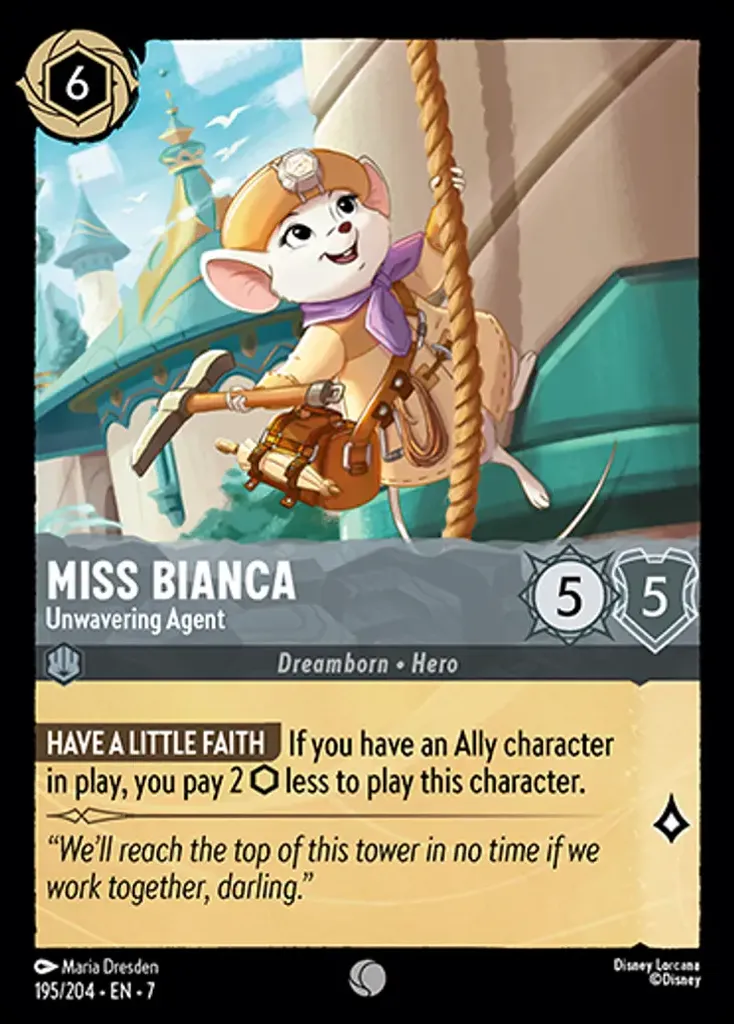 6
MISS BIANCA
Unwavering Agent
5
5
Dreamborn • Hero
HAVE A LITTLE FAITH If you have an Ally character
in play, you pay 2 ⬡ less to play this character.
“We’ll reach the top of this tower in no time if we
work together, darling.”
Maria Dresden
195/204 • EN • 7
Disney Lorcana
©Disney